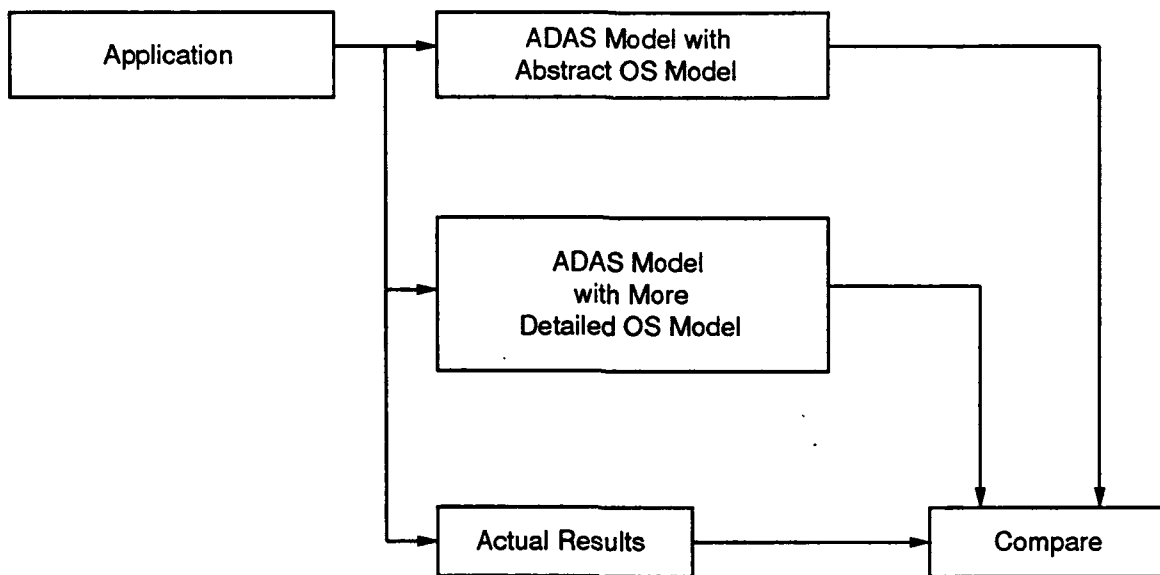 Application
ADAS Model with
Abstract OS Model
ADAS Model
with More
Detailed OS Model
Actual Results
Compare